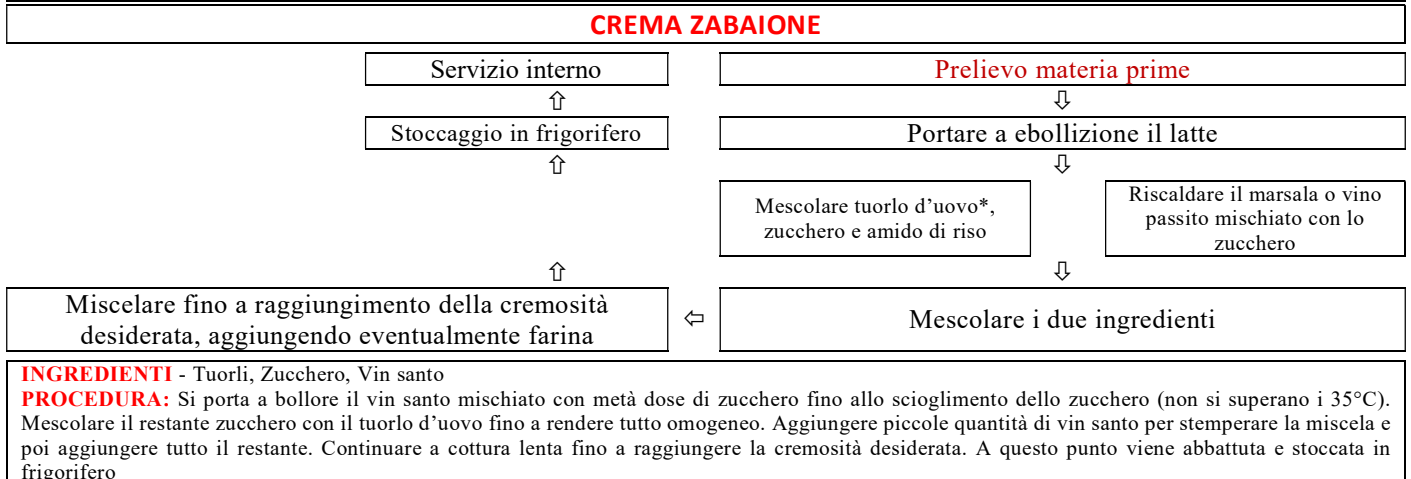 CREMA ZABAIONE
Servizio interno
Prelievo materia prime
⇧
⇩
Stoccaggio in frigorifero
Portare a ebollizione il latte
⇧
⇩
Mescolare tuorlo d'uovo*,
zucchero e amido di riso
Riscaldare il marsala o vino
passito mischiato con lo
zucchero
⇧
⇩
Miscelare fino a raggiungimento della cremosità
desiderata, aggiungendo eventualmente farina
⇦
Mescolare i due ingredienti
INGREDIENTI - Tuorli, Zucchero, Vin santo
PROCEDURA: Si porta a bollore il vin santo mischiato con metà dose di zucchero fino allo scioglimento dello zucchero (non si superano i 35°C).
Mescolare il restante zucchero con il tuorlo d'uovo fino a rendere tutto omogeneo. Aggiungere piccole quantità di vin santo per stemperare la miscela e
poi aggiungere tutto il restante. Continuare a cottura lenta fino a raggiungere la cremosità desiderata. A questo punto viene abbattuta e stoccata in
frigorifero